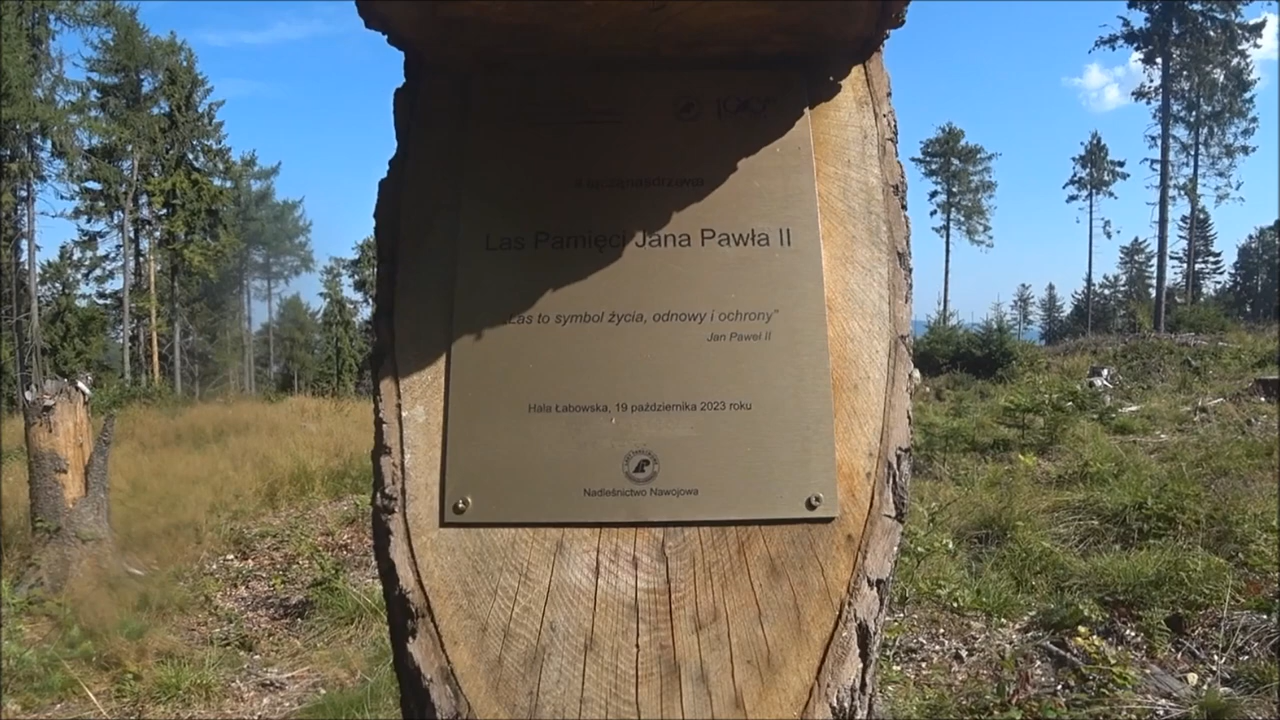 #łącząnasdrzewa
Las Pamięci Jana Pawła II
„Las to symbol życia, odnowy i ochrony”
Jan Paweł II
Hala Łabowska, 19 października 2023 roku
Nadleśnictwo Nawojowa